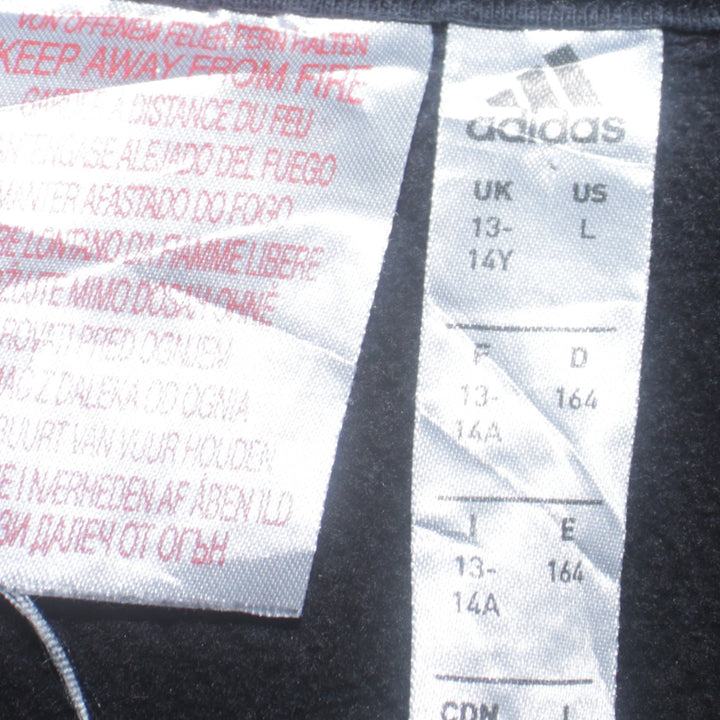 VON OFFENEM FEUER FERN HALTEN
KEEP AWAY FROM FIRE
A DISTANCE DU FEU
ALEJADO DEL FUEGO
MANTER AFASTADO DO FOGO
LONTANO DA FIAMME LIBERE
MIMO DOSAH OHNĚ
PRED OGNJEM
Z DALEKA OD OGNIA
VAN VUUR HOUDEN
I NÆRHEDEN AF ÅBEN ILD
ДАЛЕЧ ОТ ОГЪН
adidas
UK US
13- L
14Y
F D
13- 164
14A
I E
13- 164
14A
CDN